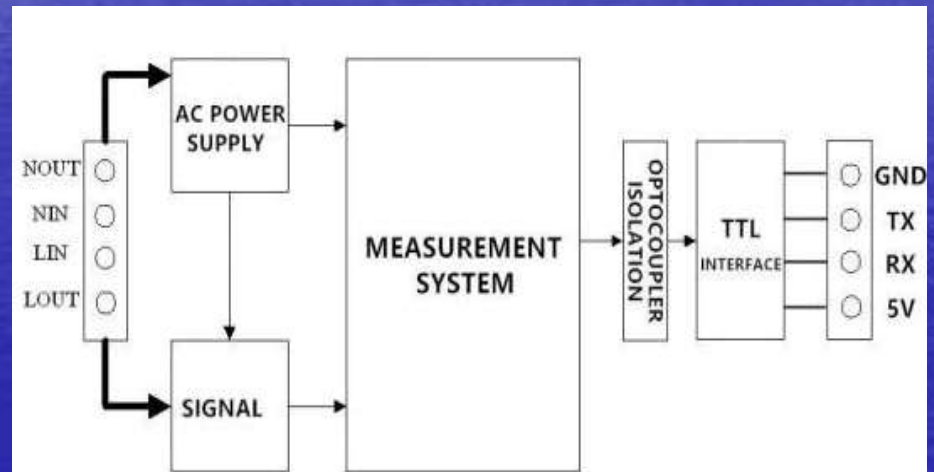 NOUT
NIN
LIN
LOUT
AC POWER
SUPPLY
SIGNAL
MEASUREMENT
SYSTEM
OPTOCOUPLER
ISOLATION
TTL
INTERFACE
GND
TX
RX
5V